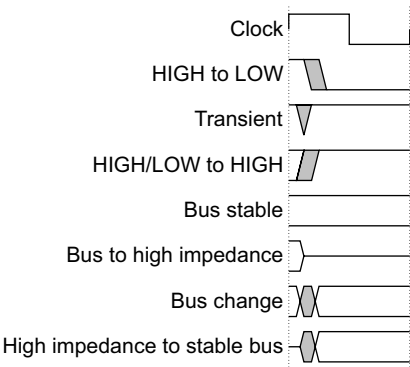 Clock
HIGH to LOW
Transient
HIGH/LOW to HIGH
Bus stable
Bus to high impedance
Bus change
High impedance to stable bus